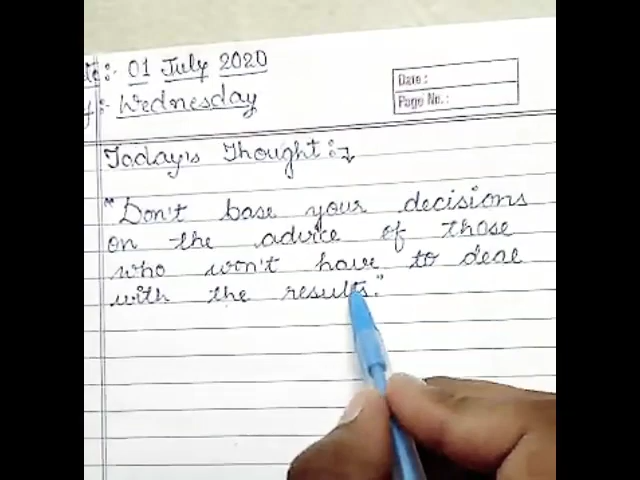 te:- 01 July 2020
y:- Wednesday
Date :
Page No. :
Today's Thought:-
"Don't base your decisions
on the advice of those
who won't have to deal
with the results."